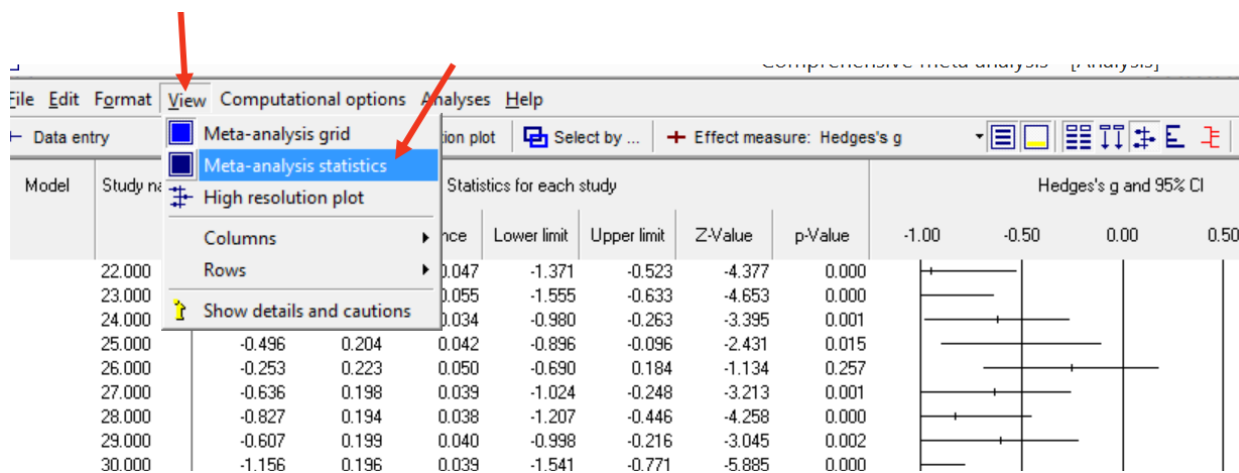 Comprehensive meta analysis - [Analysis]
File Edit Format View Computational options Analyses Help
Data entry tion plot Select by ... Effect measure: Hedges's g
Meta-analysis grid
Meta-analysis statistics
High resolution plot
Columns
Rows
Show details and cautions
Model Study na Statistics for each study Hedges's g and 95% CI
nce Lower limit Upper limit Z-Value p-Value -1.00 -0.50 0.00 0.50
22.000 0.047 -1.371 -0.523 -4.377 0.000
23.000 0.055 -1.555 -0.633 -4.653 0.000
24.000 0.034 -0.980 -0.263 -3.395 0.001
25.000 -0.496 0.204 0.042 -0.896 -0.096 -2.431 0.015
26.000 -0.253 0.223 0.050 -0.690 0.184 -1.134 0.257
27.000 -0.636 0.198 0.039 -1.024 -0.248 -3.213 0.001
28.000 -0.827 0.194 0.038 -1.207 -0.446 -4.258 0.000
29.000 -0.607 0.199 0.040 -0.998 -0.216 -3.045 0.002
30.000 -1.156 0.196 0.039 -1.541 -0.771 -5.885 0.000